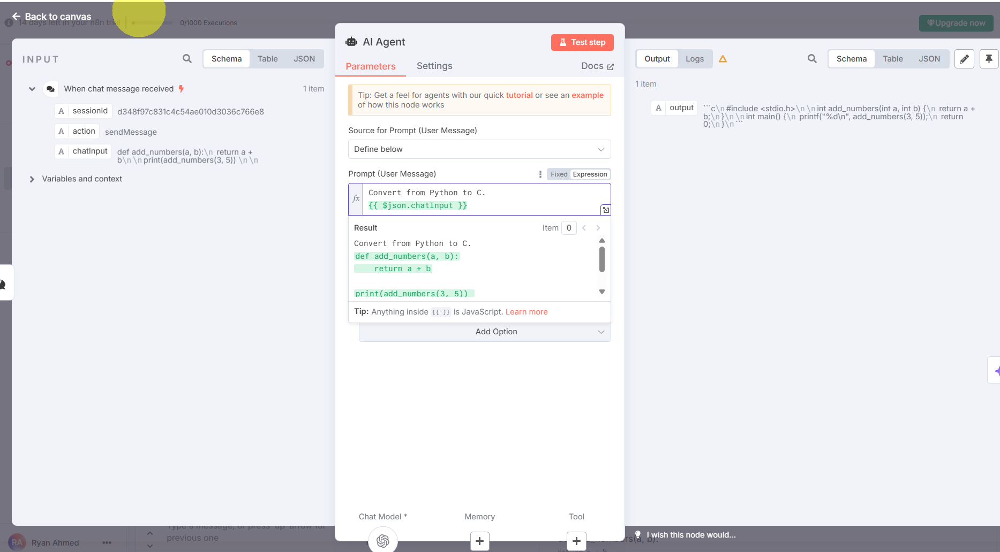 Back to canvas
14 days left in your n8n trial
0/1000 Executions
Upgrade now
INPUT
Schema
Table
JSON
When chat message received
1 item
A sessionId d348f97c831c4c54ae010d3036c766e8
A action sendMessage
A chatInput def add_numbers(a, b):\n return a +
b\n\nprint(add_numbers(3, 5)) \n\n
Variables and context
AI Agent
Test step
Parameters
Settings
Docs
Tip: Get a feel for agents with our quick tutorial or see an example
of how this node works
Source for Prompt (User Message)
Define below
Prompt (User Message)
Fixed
Expression
fx
Convert from Python to C.
{{ $json.chatInput }}
Result
Item 0
Convert from Python to C.
def add_numbers(a, b):
return a + b
print(add_numbers(3, 5))
Tip: Anything inside {{ }} is JavaScript. Learn more
Add Option
Chat Model *
Memory
Tool
Output
Logs
Schema
Table
JSON
1 item
A output ```c\n#include <stdio.h>\n\nint add_numbers(int a, int b) {\n return a +
b;\n}\n\nint main() {\n printf("%d\n", add_numbers(3, 5));\n return
0;\n}\n```
I wish this node would...
RA Ryan Ahmed
Type a message, or press 'up' arrow for
previous one